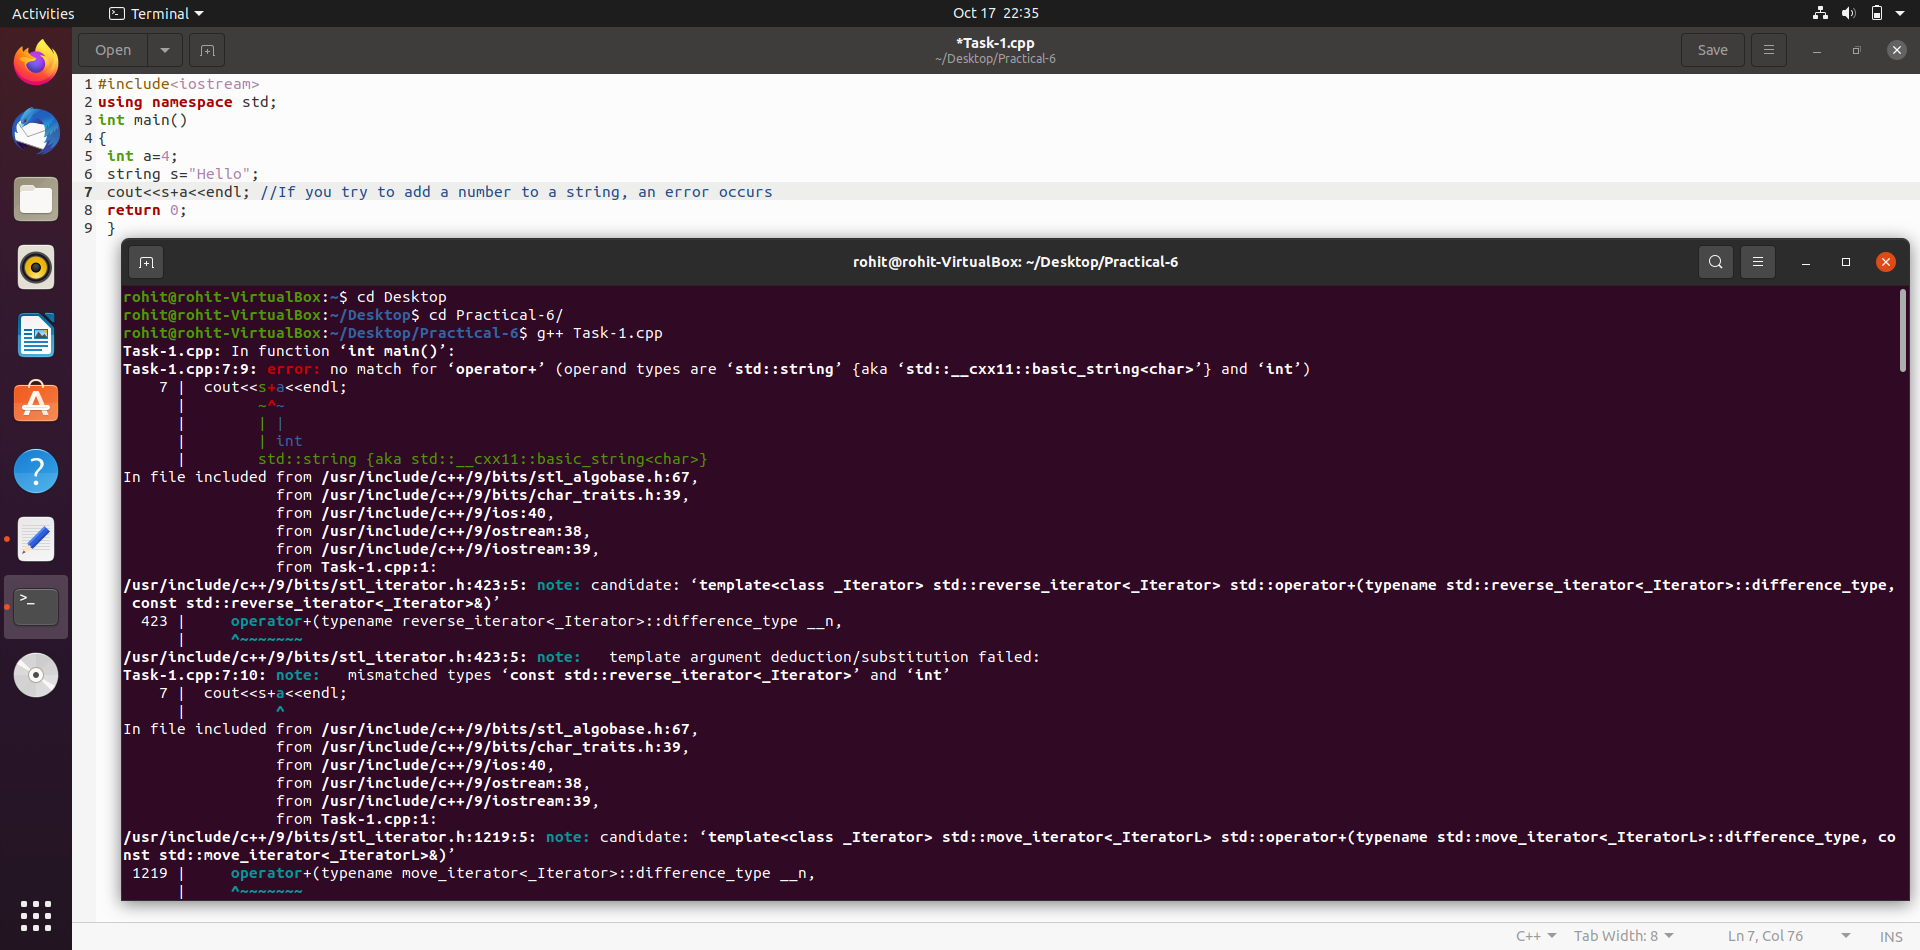 Activities Terminal Oct 17 22:35
Open *Task-1.cpp Save
~/Desktop/Practical-6
1 #include<iostream>
2 using namespace std;
3 int main()
4 {
5  int a=4;
6  string s="Hello";
7  cout<<s+a<<endl; //If you try to add a number to a string, an error occurs
8  return 0;
9  }
rohit@rohit-VirtualBox: ~/Desktop/Practical-6
rohit@rohit-VirtualBox:~$ cd Desktop
rohit@rohit-VirtualBox:~/Desktop$ cd Practical-6/
rohit@rohit-VirtualBox:~/Desktop/Practical-6$ g++ Task-1.cpp
Task-1.cpp: In function ‘int main()’:
Task-1.cpp:7:9: error: no match for ‘operator+’ (operand types are ‘std::string’ {aka ‘std::__cxx11::basic_string<char>’} and ‘int’)
    7 |  cout<<s+a<<endl;
      |        ~^~
      |        | |
      |        | int
      |        std::string {aka std::__cxx11::basic_string<char>}
In file included from /usr/include/c++/9/bits/stl_algobase.h:67,
                 from /usr/include/c++/9/bits/char_traits.h:39,
                 from /usr/include/c++/9/ios:40,
                 from /usr/include/c++/9/ostream:38,
                 from /usr/include/c++/9/iostream:39,
                 from Task-1.cpp:1:
/usr/include/c++/9/bits/stl_iterator.h:423:5: note: candidate: ‘template<class _Iterator> std::reverse_iterator<_Iterator> std::operator+(typename std::reverse_iterator<_Iterator>::difference_type,
 const std::reverse_iterator<_Iterator>&)’
  423 |     operator+(typename reverse_iterator<_Iterator>::difference_type __n,
      |     ^~~~~~~~
/usr/include/c++/9/bits/stl_iterator.h:423:5: note:   template argument deduction/substitution failed:
Task-1.cpp:7:10: note:   mismatched types ‘const std::reverse_iterator<_Iterator>’ and ‘int’
    7 |  cout<<s+a<<endl;
      |          ^
In file included from /usr/include/c++/9/bits/stl_algobase.h:67,
                 from /usr/include/c++/9/bits/char_traits.h:39,
                 from /usr/include/c++/9/ios:40,
                 from /usr/include/c++/9/ostream:38,
                 from /usr/include/c++/9/iostream:39,
                 from Task-1.cpp:1:
/usr/include/c++/9/bits/stl_iterator.h:1219:5: note: candidate: ‘template<class _Iterator> std::move_iterator<_IteratorL> std::operator+(typename std::move_iterator<_IteratorL>::difference_type, co
nst std::move_iterator<_IteratorL>&)’
 1219 |     operator+(typename move_iterator<_Iterator>::difference_type __n,
      |     ^~~~~~~~
C++ Tab Width: 8 Ln 7, Col 76 INS